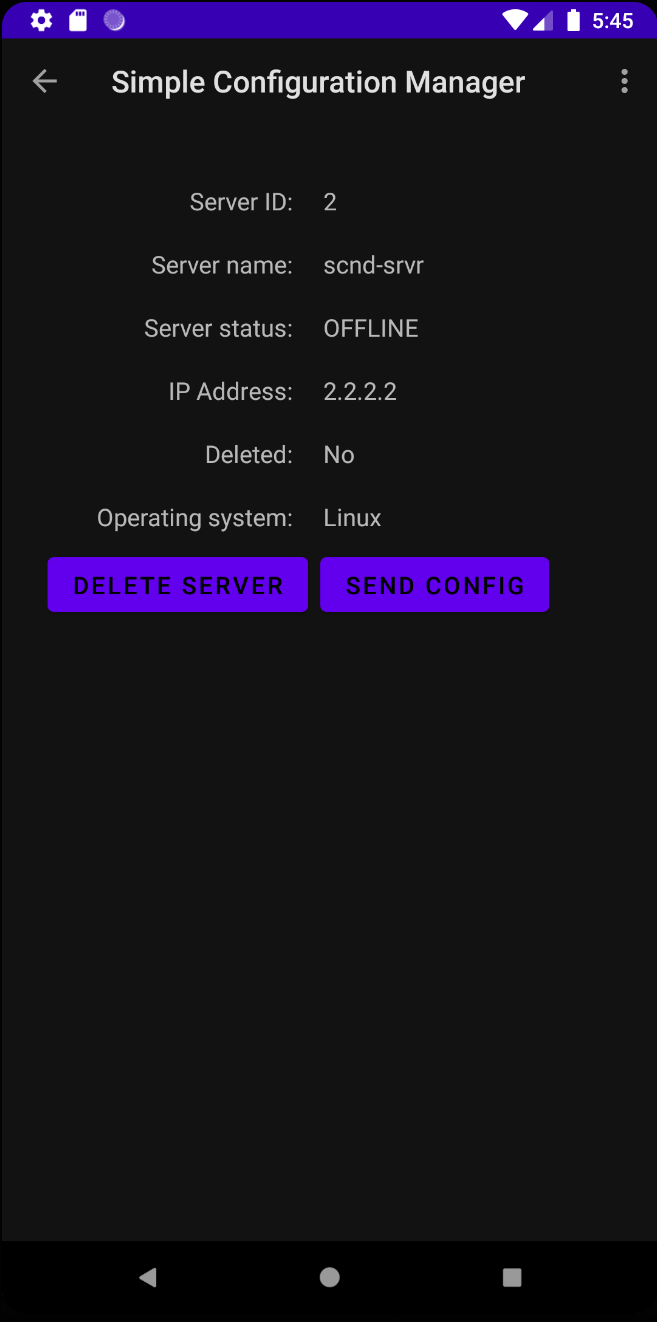 5:45
Simple Configuration Manager
Server ID: 2
Server name: scnd-srvr
Server status: OFFLINE
IP Address: 2.2.2.2
Deleted: No
Operating system: Linux
DELETE SERVER SEND CONFIG